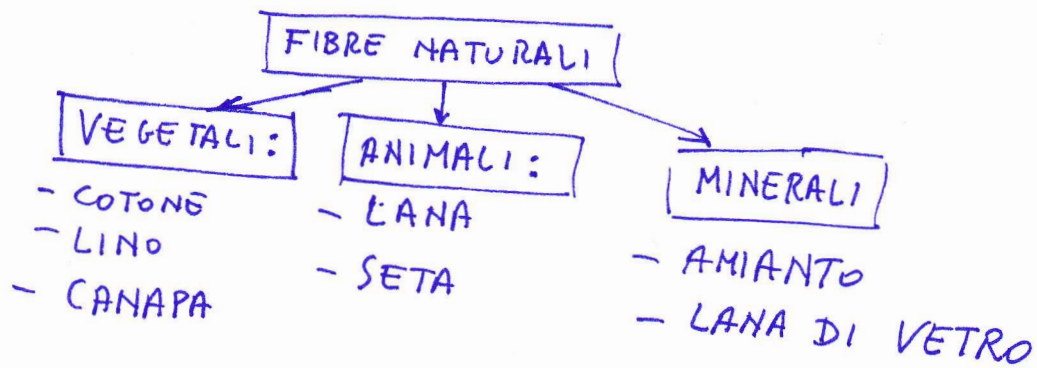 FIBRE NATURALI
VEGETALI:
- COTONE
- LINO
- CANAPA
ANIMALI:
- LANA
- SETA
MINERALI
- AMIANTO
- LANA DI VETRO